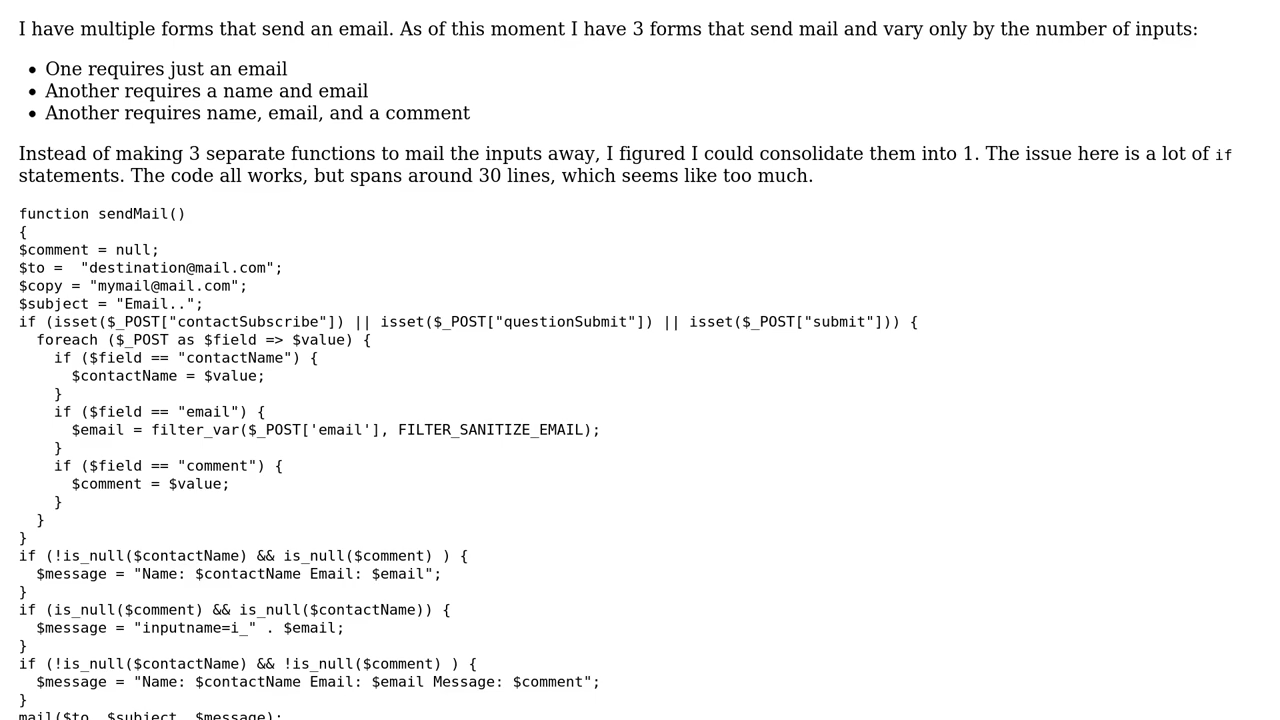 I have multiple forms that send an email. As of this moment I have 3 forms that send mail and vary only by the number of inputs:
• One requires just an email
• Another requires a name and email
• Another requires name, email, and a comment
Instead of making 3 separate functions to mail the inputs away, I figured I could consolidate them into 1. The issue here is a lot of if
statements. The code all works, but spans around 30 lines, which seems like too much.
function sendMail()
{
$comment = null;
$to =  "destination@mail.com";
$copy = "mymail@mail.com";
$subject = "Email..";
if (isset($_POST["contactSubscribe"]) || isset($_POST["questionSubmit"]) || isset($_POST["submit"])) {
  foreach ($_POST as $field => $value) {
    if ($field == "contactName") {
      $contactName = $value;
    }
    if ($field == "email") {
      $email = filter_var($_POST['email'], FILTER_SANITIZE_EMAIL);
    }
    if ($field == "comment") {
      $comment = $value;
    }
  }
}
if (!is_null($contactName) && is_null($comment) ) {
  $message = "Name: $contactName Email: $email";
}
if (is_null($comment) && is_null($contactName)) {
  $message = "inputname=i_" . $email;
}
if (!is_null($contactName) && !is_null($comment) ) {
  $message = "Name: $contactName Email: $email Message: $comment";
}
mail($to, $subject, $message);